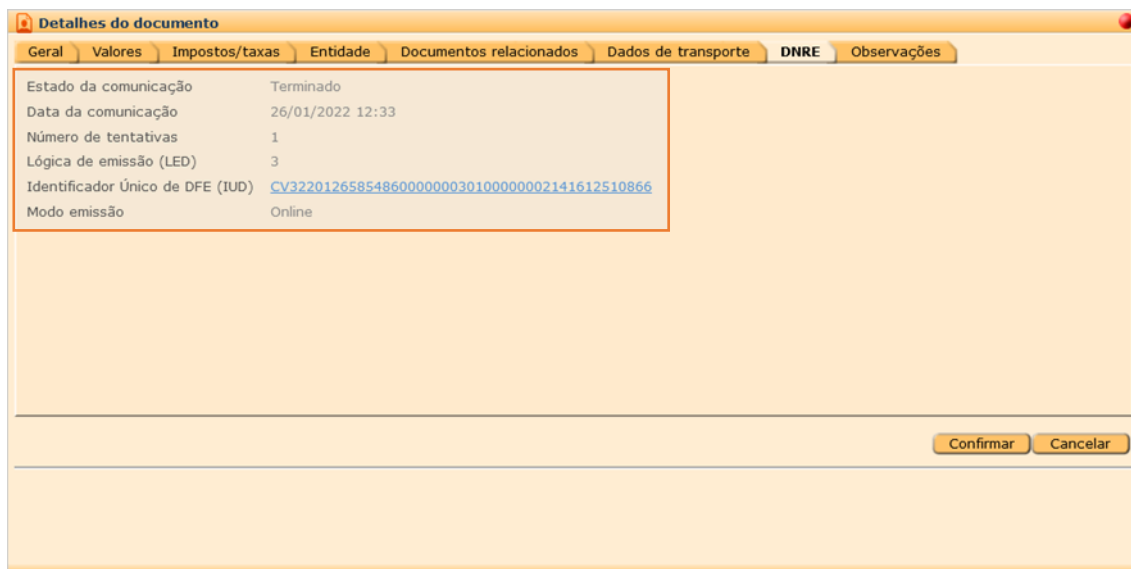 Detalhes do documento
Geral Valores Impostos/taxas Entidade Documentos relacionados Dados de transporte DNRE Observações
Estado da comunicação Terminado
Data da comunicação 26/01/2022 12:33
Número de tentativas 1
Lógica de emissão (LED) 3
Identificador Único de DFE (IUD) CV3220126585486000000030100000002141612510866
Modo emissão Online
Confirmar Cancelar